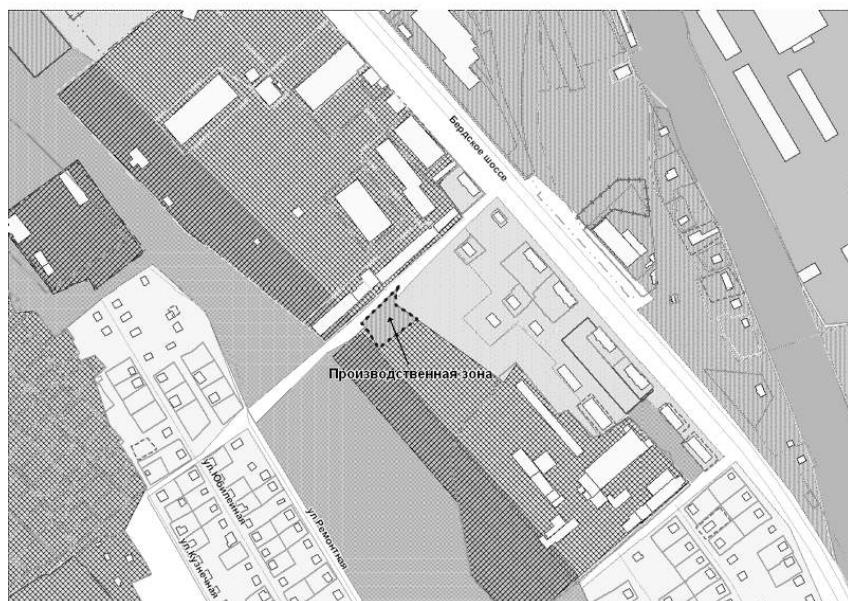 Бердское шоссе
Производственная зона
ул.Юбилейная
ул.Ремонтная
ул.Кузнечная